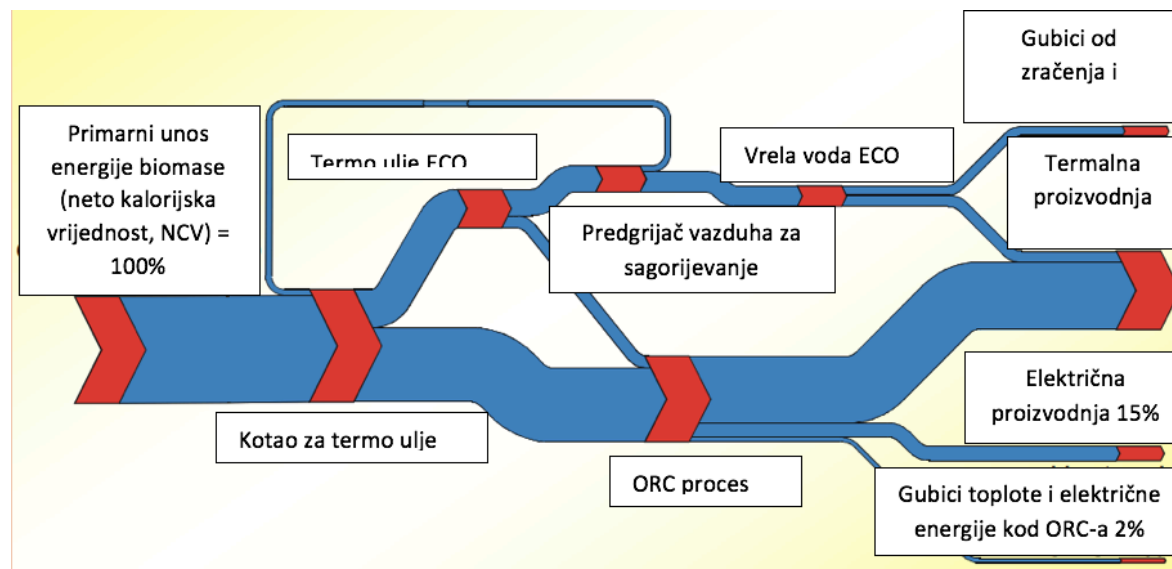 Primarni unos
energije biomase
(neto kalorijska
vrijednost, NCV) =
100%
Termo ulje ECO
Vrela voda ECO
Gubici od
zračenja i
Termalna
proizvodnja
Predgrijač vazduha za
sagorijevanje
Kotao za termo ulje
ORC proces
Električna
proizvodnja 15%
Gubici toplote i električne
energije kod ORC-a 2%